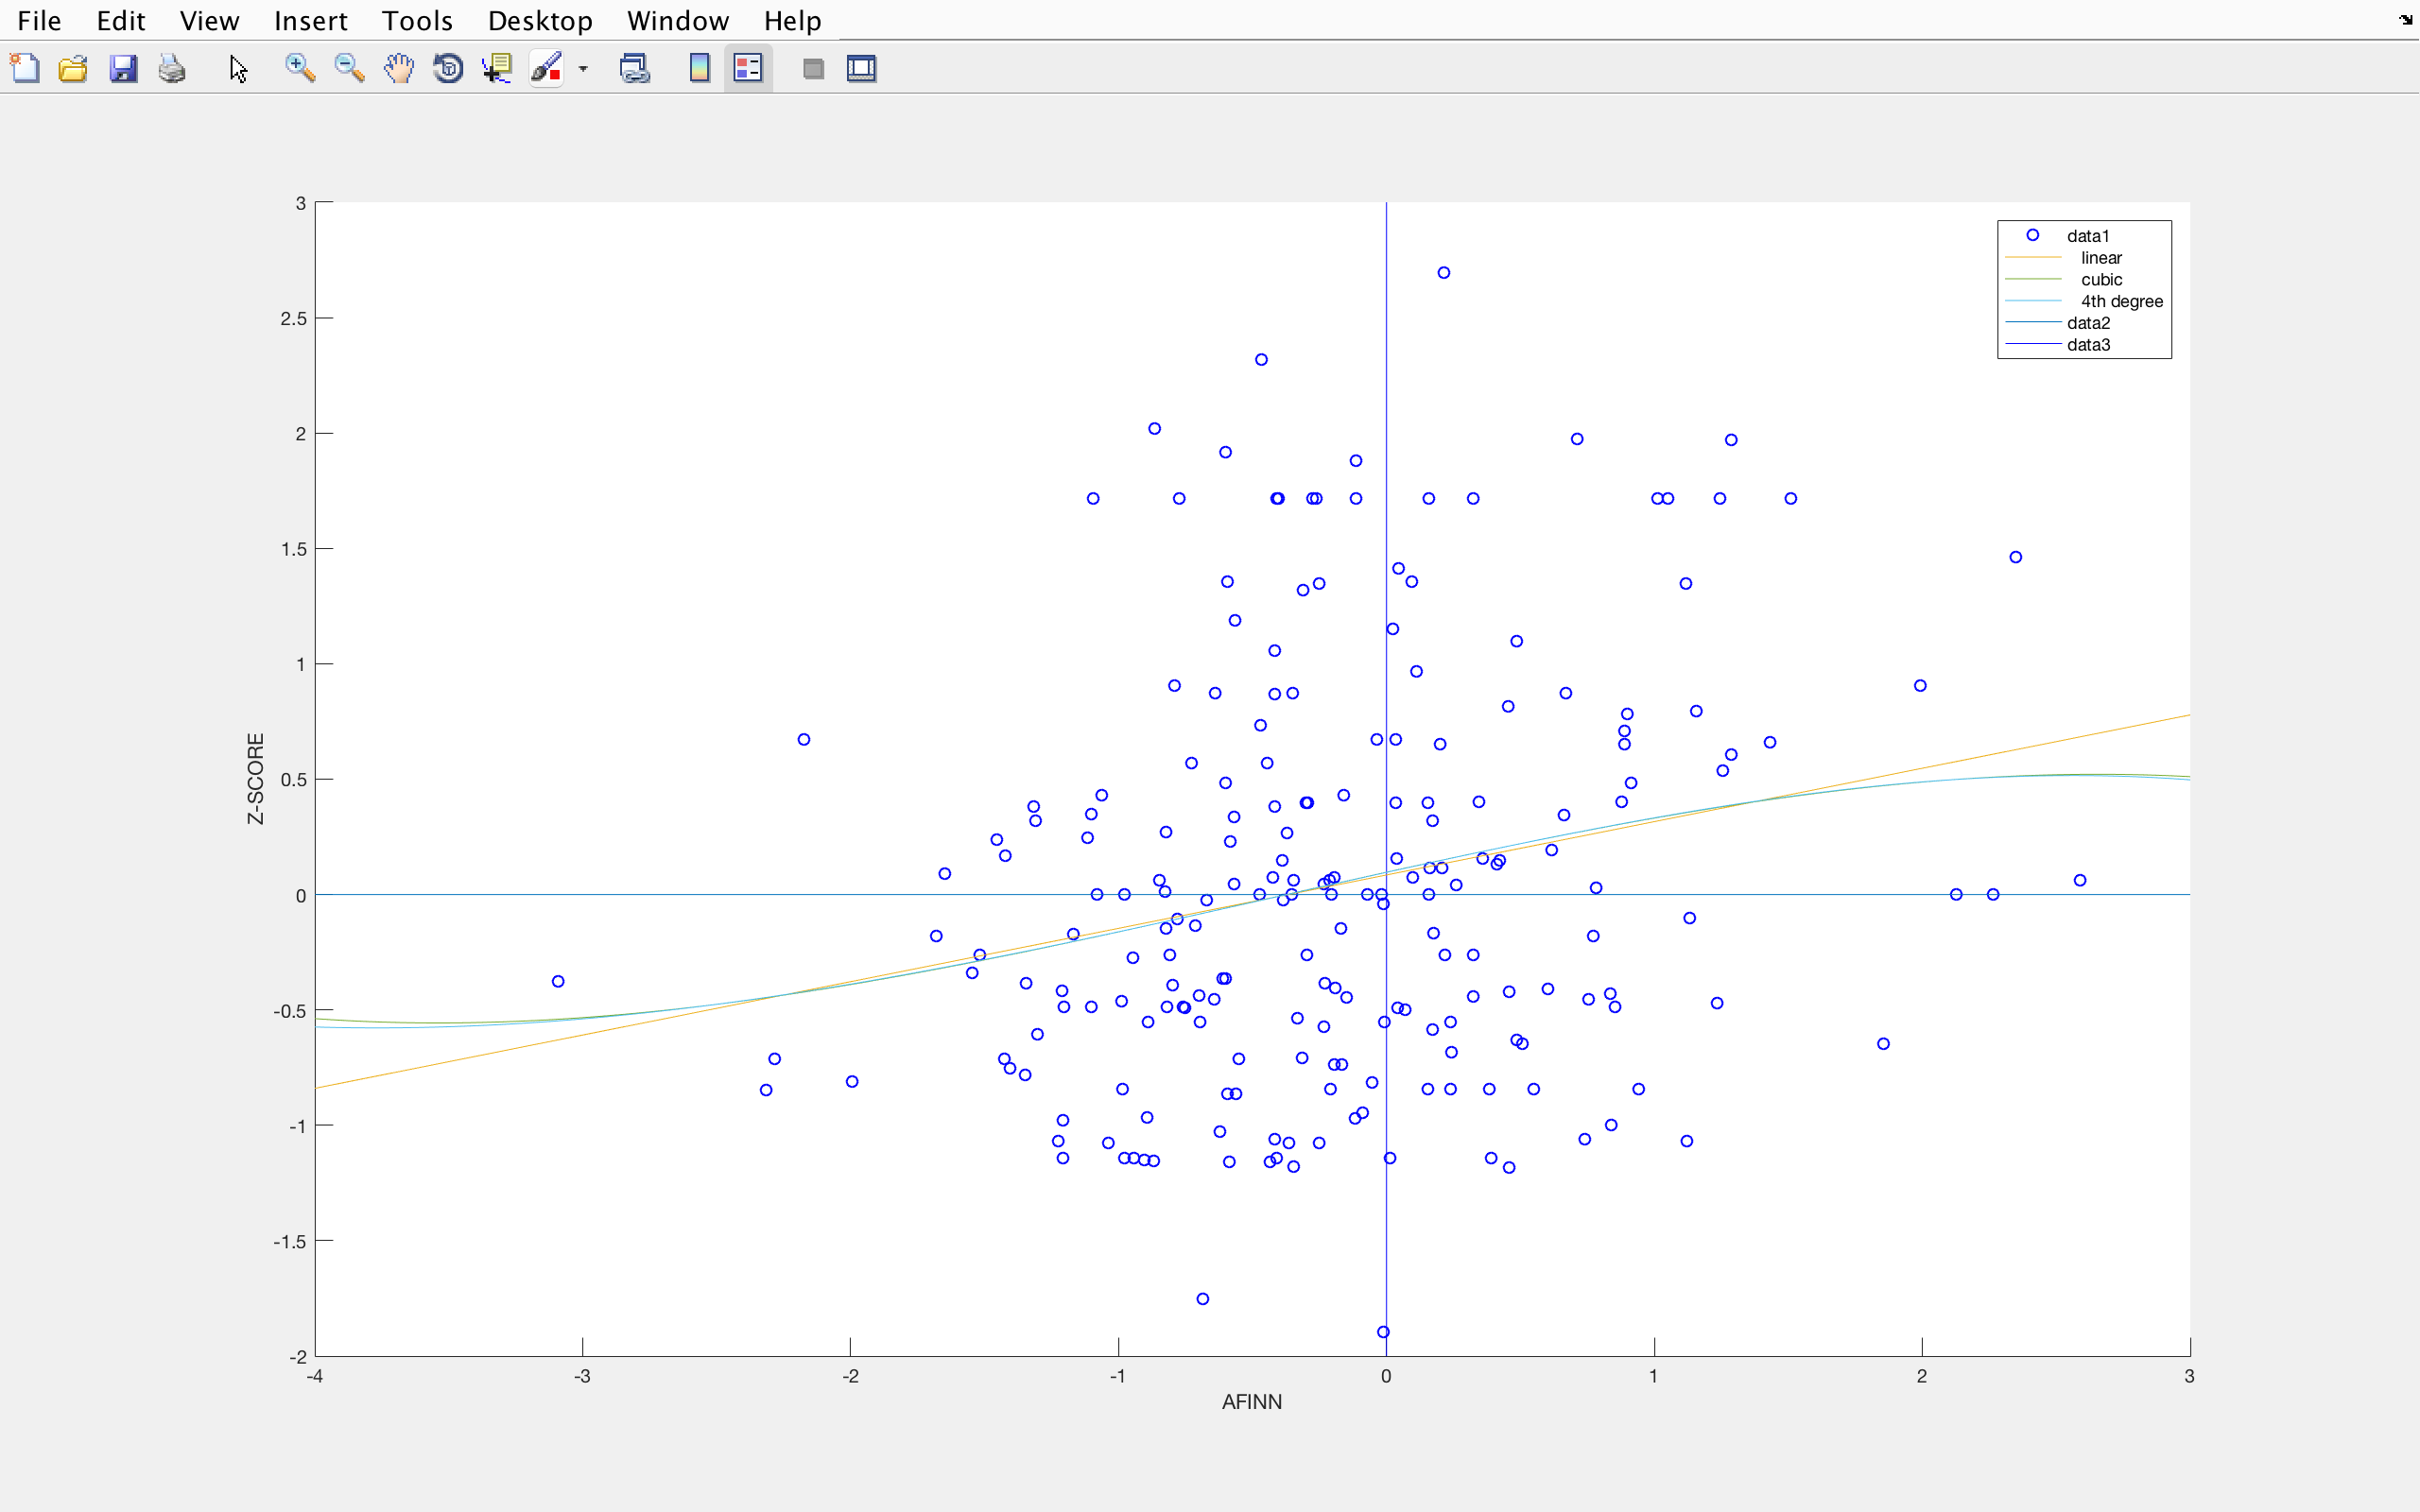 File Edit View Insert Tools Desktop Window Help
3
2.5
2
1.5
1
0.5
0
-0.5
-1
-1.5
-2
Z-SCORE
data1
linear
cubic
4th degree
data2
data3
-4 -3 -2 -1 0 1 2 3
AFINN